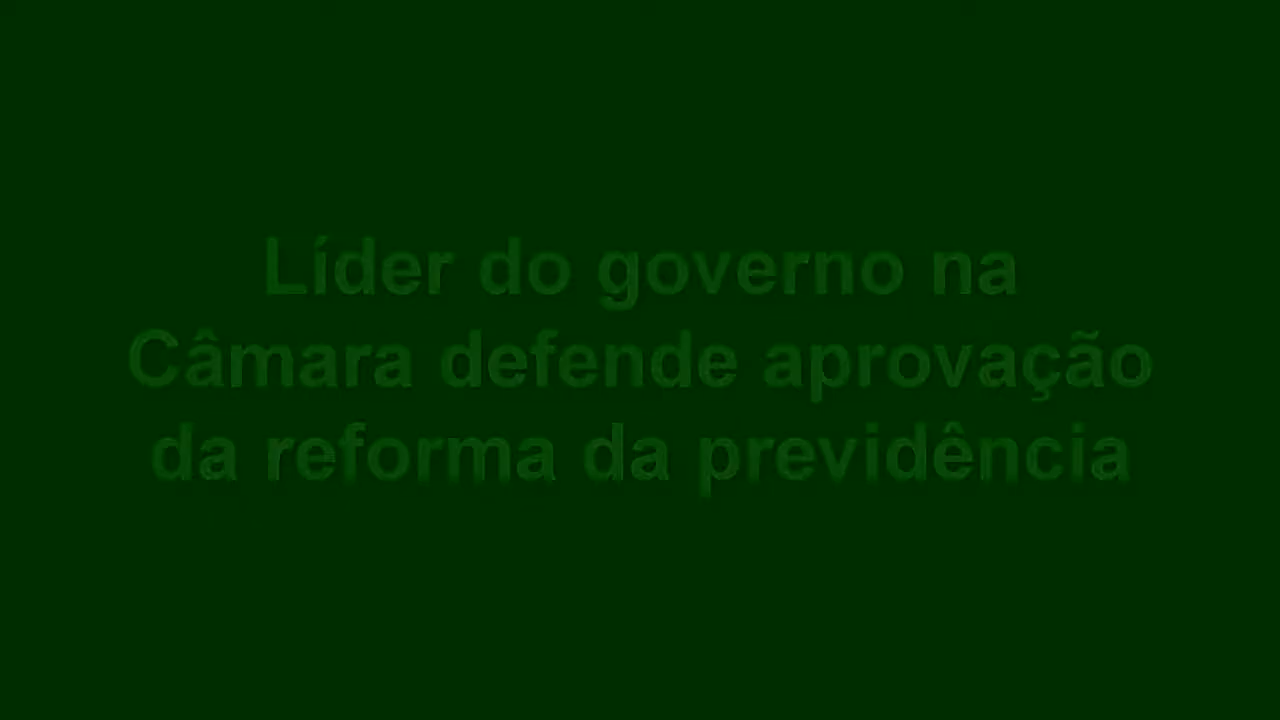 Líder do governo na
Câmara defende aprovação
da reforma da previdência